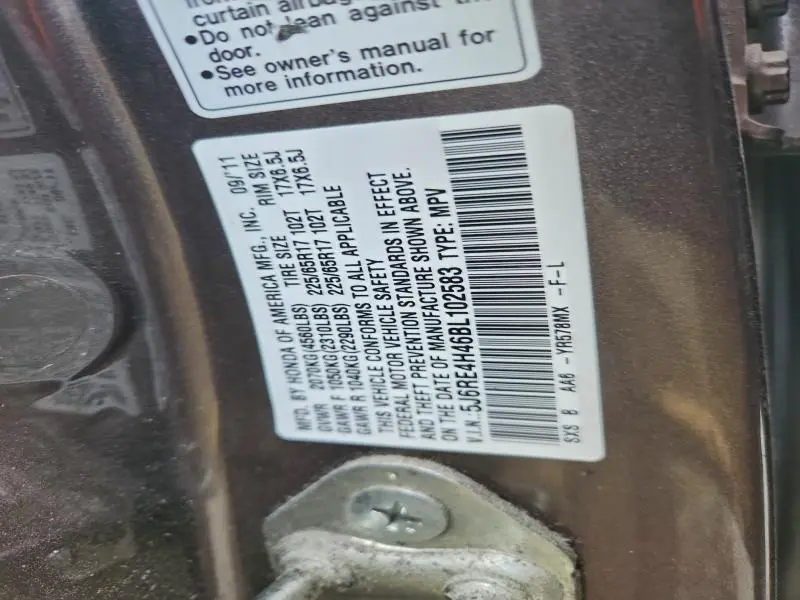 curtain airbag
•Do not lean against the
door.
•See owner's manual for
more information.
MFD. BY HONDA OF AMERICA MFG., INC. 09/'11
TIRE SIZE RIM SIZE
GVWR 2070KG(4560LBS)
GAWR F 1050KG(2310LBS) 225/65R17 102T 17X6.5J
GAWR R 1040KG(2290LBS) 225/65R17 102T 17X6.5J
THIS VEHICLE CONFORMS TO ALL APPLICABLE
FEDERAL MOTOR VEHICLE SAFETY
AND THEFT PREVENTION STANDARDS IN EFFECT
ON THE DATE OF MANUFACTURE SHOWN ABOVE.
V.I.N. 5J6RE4H46BL102583 TYPE: MPV
SXS B AA6 -YR578MX -F-L